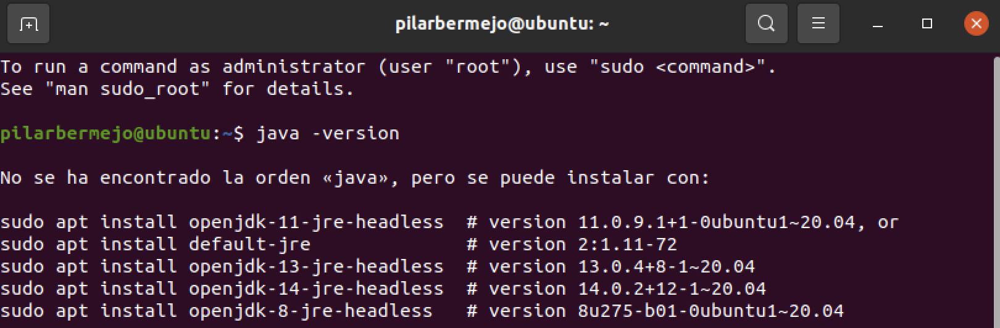 pilarbermejo@ubuntu: ~
To run a command as administrator (user "root"), use "sudo <command>".
See "man sudo_root" for details.
pilarbermejo@ubuntu:~$ java -version
No se ha encontrado la orden «java», pero se puede instalar con:
sudo apt install openjdk-11-jre-headless  # version 11.0.9.1+1-0ubuntu1~20.04, or
sudo apt install default-jre              # version 2:1.11-72
sudo apt install openjdk-13-jre-headless  # version 13.0.4+8-1~20.04
sudo apt install openjdk-14-jre-headless  # version 14.0.2+12-1~20.04
sudo apt install openjdk-8-jre-headless   # version 8u275-b01-0ubuntu1~20.04